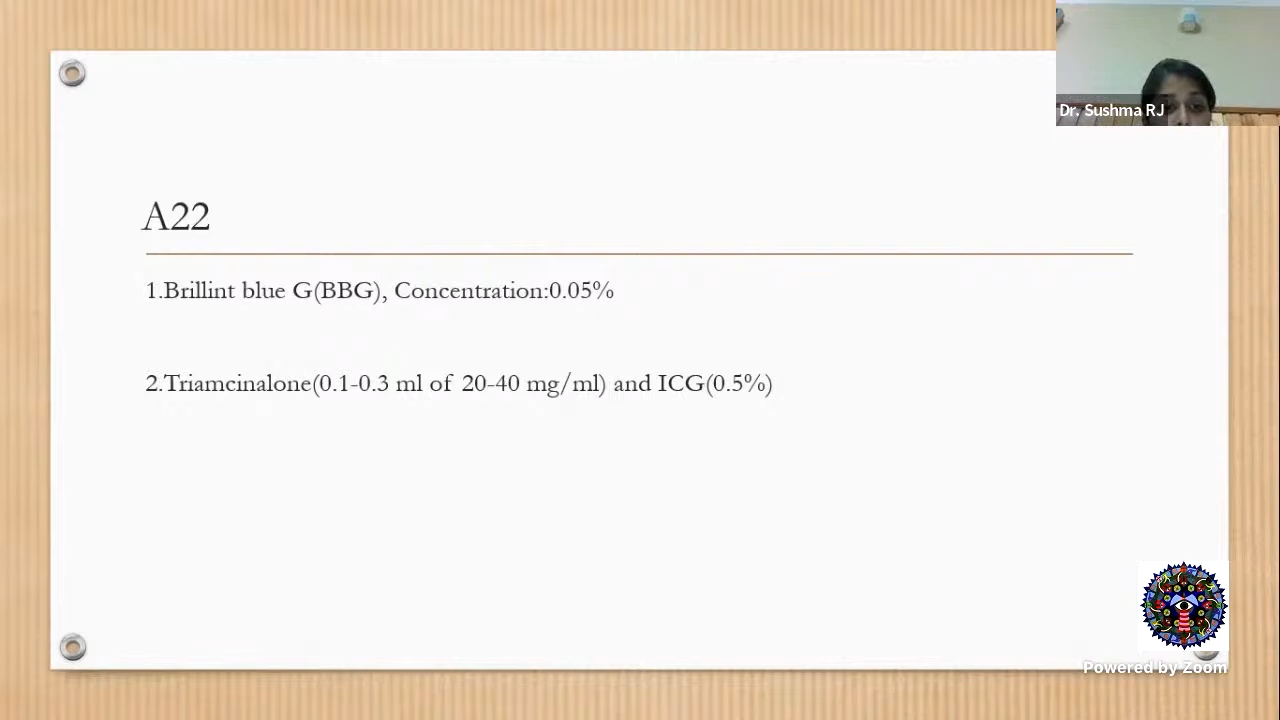 Dr. Sushma RJ
A22
1.Brillint blue G(BBG), Concentration:0.05%
2.Triamcinalone(0.1-0.3 ml of 20-40 mg/ml) and ICG(0.5%)
Powered by Zoom